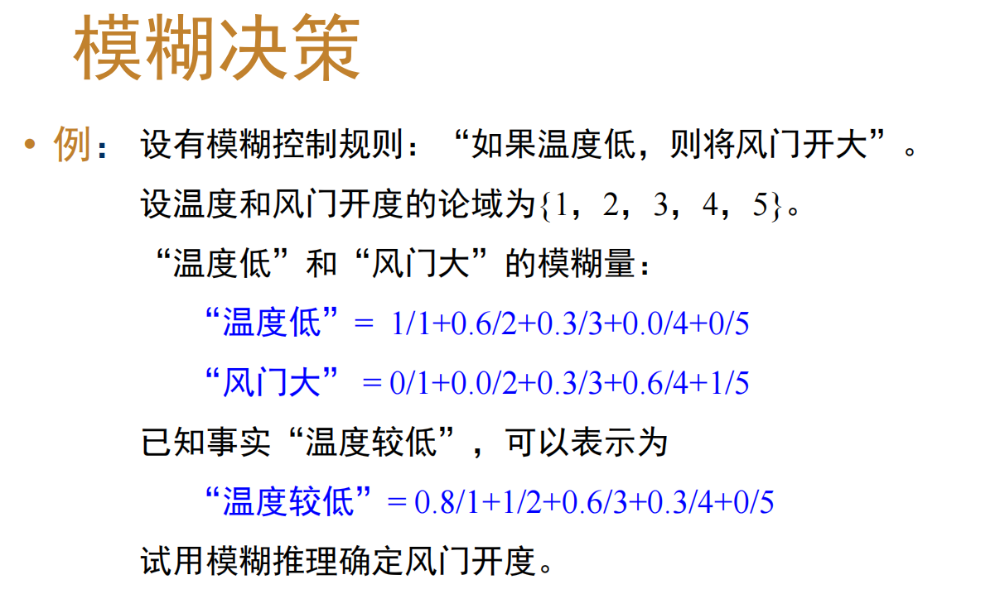 模糊决策
• 例： 设有模糊控制规则：“如果温度低，则将风门开大”。
设温度和风门开度的论域为{1，2，3，4，5}。
“温度低”和“风门大”的模糊量：
“温度低” = 1/1+0.6/2+0.3/3+0.0/4+0/5
“风门大” = 0/1+0.0/2+0.3/3+0.6/4+1/5
已知事实“温度较低”，可以表示为
“温度较低” = 0.8/1+1/2+0.6/3+0.3/4+0/5
试用模糊推理确定风门开度。